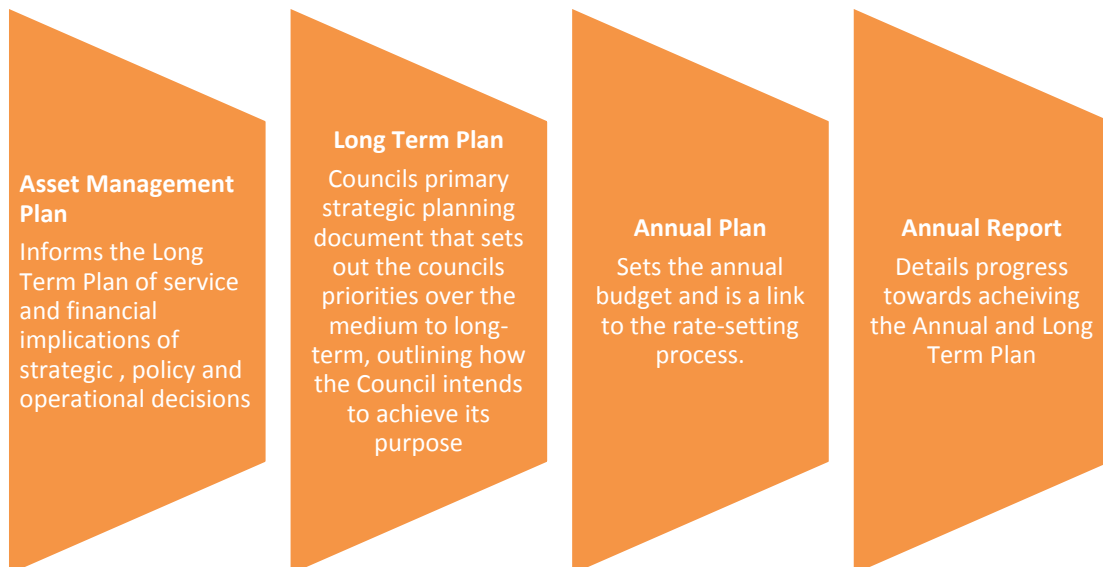 Asset Management
Plan
Informs the Long
Term Plan of service
and financial
implications of
strategic , policy and
operational decisions
Long Term Plan
Councils primary
strategic planning
document that sets
out the councils
priorities over the
medium to long-
term, outlining how
the Council intends
to achieve its
purpose
Annual Plan
Sets the annual
budget and is a link
to the rate-setting
process.
Annual Report
Details progress
towards acheiving
the Annual and Long
Term Plan